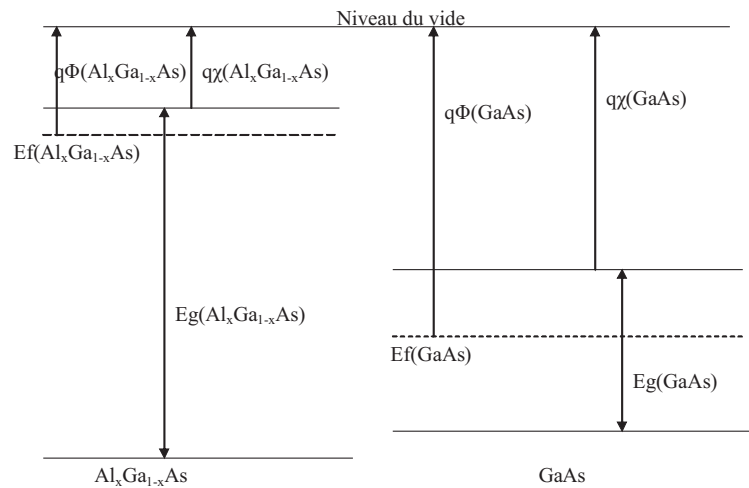 Niveau du vide
qΦ(AlₓGa₁₋ₓAs)
qχ(AlₓGa₁₋ₓAs)
qΦ(GaAs)
qχ(GaAs)
Ef(AlₓGa₁₋ₓAs)
Eg(AlₓGa₁₋ₓAs)
Ef(GaAs)
Eg(GaAs)
AlₓGa₁₋ₓAs
GaAs